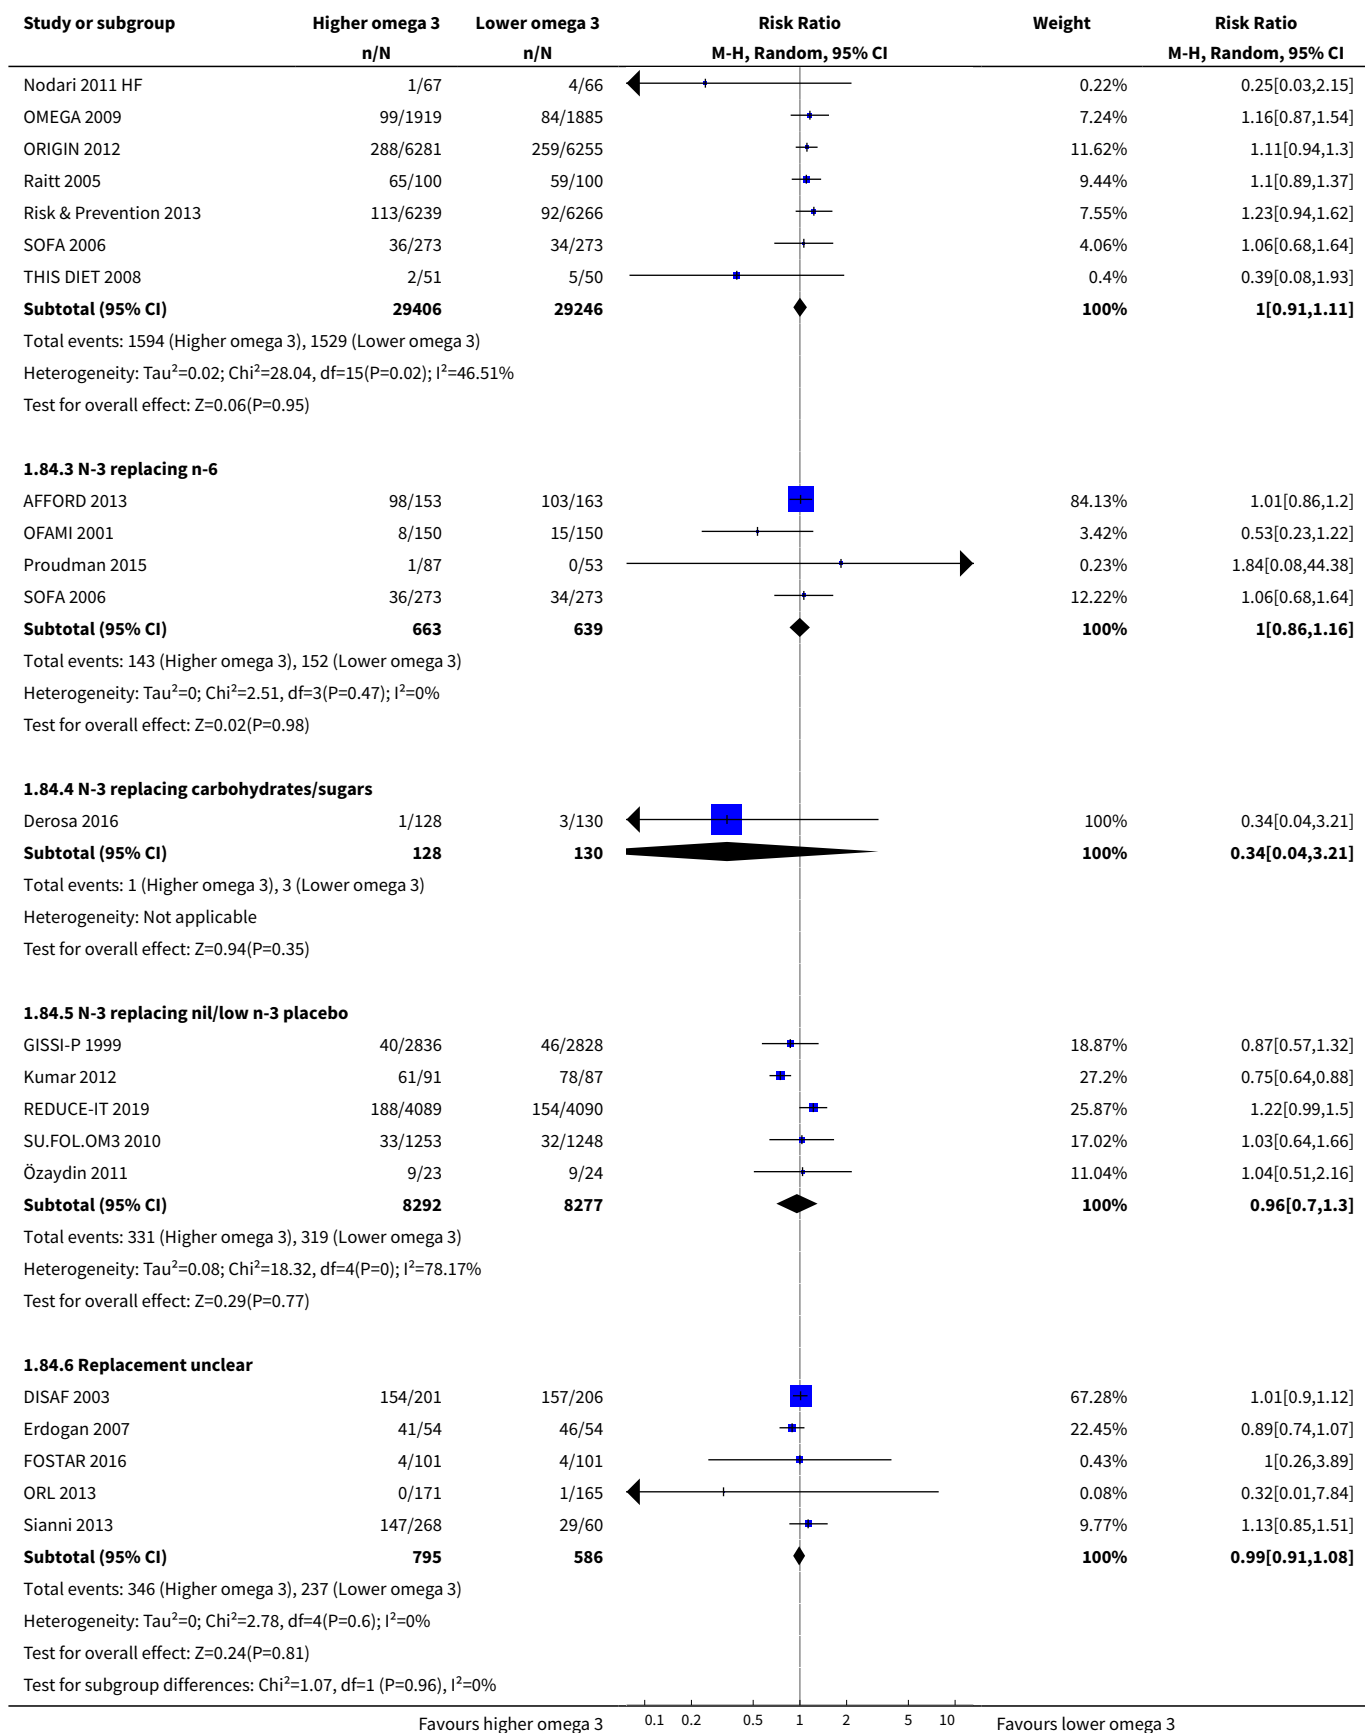 Study or subgroup Higher omega 3 Lower omega 3 Risk Ratio Weight Risk Ratio
n/N n/N M-H, Random, 95% CI M-H, Random, 95% CI
Nodari 2011 HF 1/67 4/66 0.22% 0.25[0.03,2.15]
OMEGA 2009 99/1919 84/1885 7.24% 1.16[0.87,1.54]
ORIGIN 2012 288/6281 259/6255 11.62% 1.11[0.94,1.3]
Raitt 2005 65/100 59/100 9.44% 1.1[0.89,1.37]
Risk & Prevention 2013 113/6239 92/6266 7.55% 1.23[0.94,1.62]
SOFA 2006 36/273 34/273 4.06% 1.06[0.68,1.64]
THIS DIET 2008 2/51 5/50 0.4% 0.39[0.08,1.93]
Subtotal (95% CI) 29406 29246 100% 1[0.91,1.11]
Total events: 1594 (Higher omega 3), 1529 (Lower omega 3)
Heterogeneity: Tau²=0.02; Chi²=28.04, df=15(P=0.02); I²=46.51%
Test for overall effect: Z=0.06(P=0.95)
1.84.3 N-3 replacing n-6
AFFORD 2013 98/153 103/163 84.13% 1.01[0.86,1.2]
OFAMI 2001 8/150 15/150 3.42% 0.53[0.23,1.22]
Proudman 2015 1/87 0/53 0.23% 1.84[0.08,44.38]
SOFA 2006 36/273 34/273 12.22% 1.06[0.68,1.64]
Subtotal (95% CI) 663 639 100% 1[0.86,1.16]
Total events: 143 (Higher omega 3), 152 (Lower omega 3)
Heterogeneity: Tau²=0; Chi²=2.51, df=3(P=0.47); I²=0%
Test for overall effect: Z=0.02(P=0.98)
1.84.4 N-3 replacing carbohydrates/sugars
Derosa 2016 1/128 3/130 100% 0.34[0.04,3.21]
Subtotal (95% CI) 128 130 100% 0.34[0.04,3.21]
Total events: 1 (Higher omega 3), 3 (Lower omega 3)
Heterogeneity: Not applicable
Test for overall effect: Z=0.94(P=0.35)
1.84.5 N-3 replacing nil/low n-3 placebo
GISSI-P 1999 40/2836 46/2828 18.87% 0.87[0.57,1.32]
Kumar 2012 61/91 78/87 27.2% 0.75[0.64,0.88]
REDUCE-IT 2019 188/4089 154/4090 25.87% 1.22[0.99,1.5]
SU.FOL.OM3 2010 33/1253 32/1248 17.02% 1.03[0.64,1.66]
Özaydin 2011 9/23 9/24 11.04% 1.04[0.51,2.16]
Subtotal (95% CI) 8292 8277 100% 0.96[0.7,1.3]
Total events: 331 (Higher omega 3), 319 (Lower omega 3)
Heterogeneity: Tau²=0.08; Chi²=18.32, df=4(P=0); I²=78.17%
Test for overall effect: Z=0.29(P=0.77)
1.84.6 Replacement unclear
DISAF 2003 154/201 157/206 67.28% 1.01[0.9,1.12]
Erdogan 2007 41/54 46/54 22.45% 0.89[0.74,1.07]
FOSTAR 2016 4/101 4/101 0.43% 1[0.26,3.89]
ORL 2013 0/171 1/165 0.08% 0.32[0.01,7.84]
Sianni 2013 147/268 29/60 9.77% 1.13[0.85,1.51]
Subtotal (95% CI) 795 586 100% 0.99[0.91,1.08]
Total events: 346 (Higher omega 3), 237 (Lower omega 3)
Heterogeneity: Tau²=0; Chi²=2.78, df=4(P=0.6); I²=0%
Test for overall effect: Z=0.24(P=0.81)
Test for subgroup differences: Chi²=1.07, df=1 (P=0.96), I²=0%
Favours higher omega 3 0.1 0.2 0.5 1 2 5 10 Favours lower omega 3